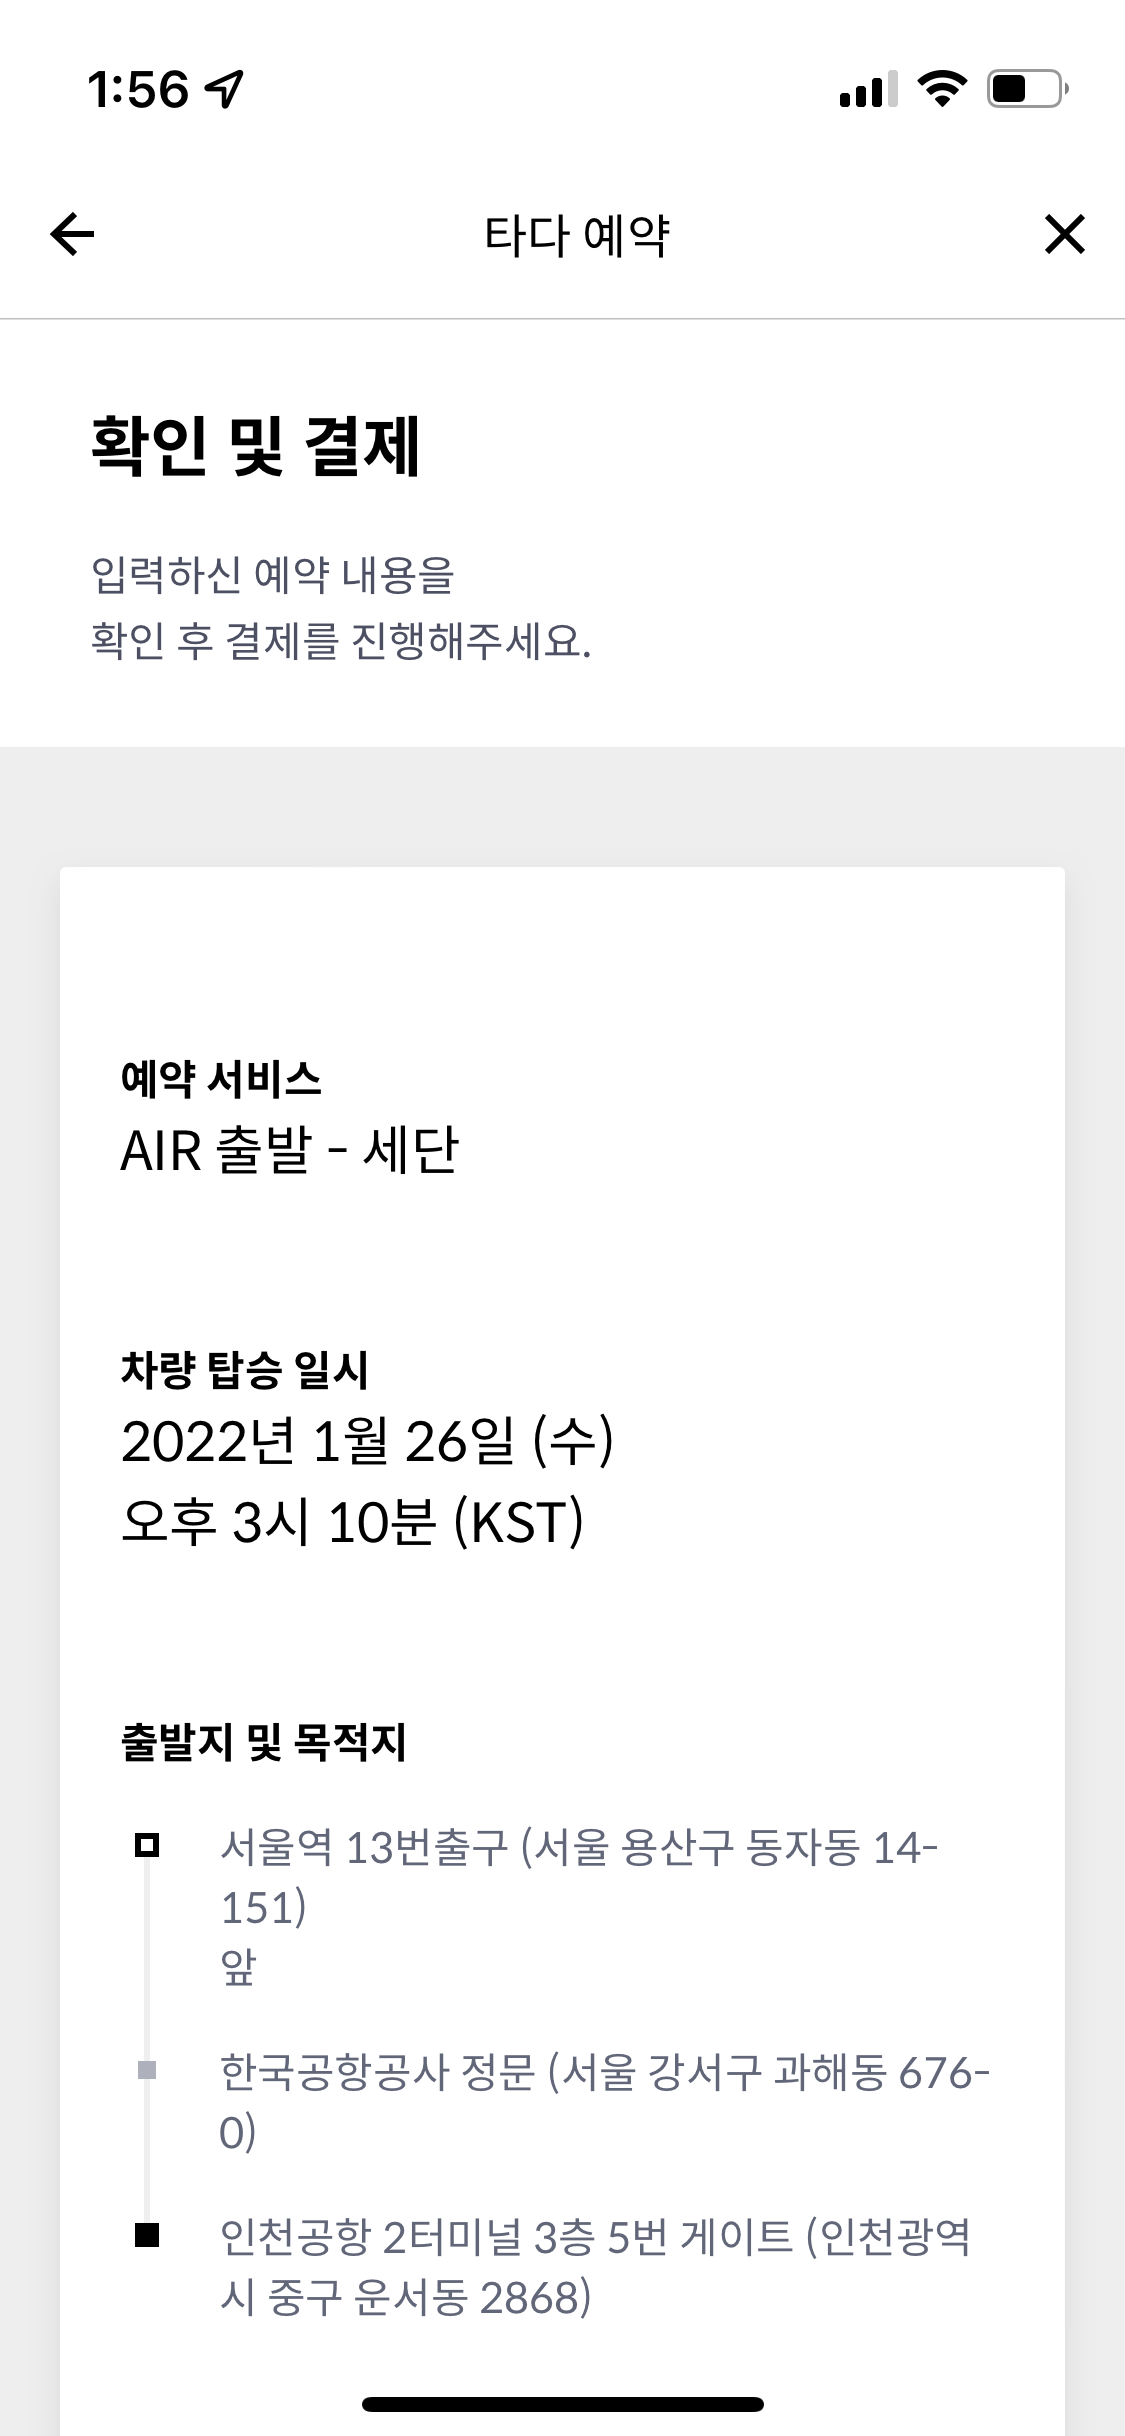 1:56
타다 예약
확인 및 결제
입력하신 예약 내용을
확인 후 결제를 진행해주세요.
예약 서비스
AIR 출발 - 세단
차량 탑승 일시
2022년 1월 26일 (수)
오후 3시 10분 (KST)
출발지 및 목적지
서울역 13번출구 (서울 용산구 동자동 14-
151)
앞
한국공항공사 정문 (서울 강서구 과해동 676-
0)
인천공항 2터미널 3층 5번 게이트 (인천광역
시 중구 운서동 2868)